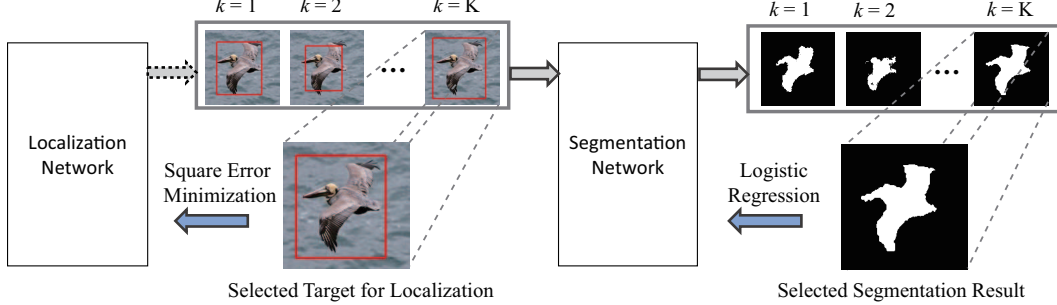 k = 1
k = 2
k = K
k = 1
k = 2
k = K
Localization
Network
Square Error
Minimization
Segmentation
Network
Logistic
Regression
Selected Target for Localization
Selected Segmentation Result